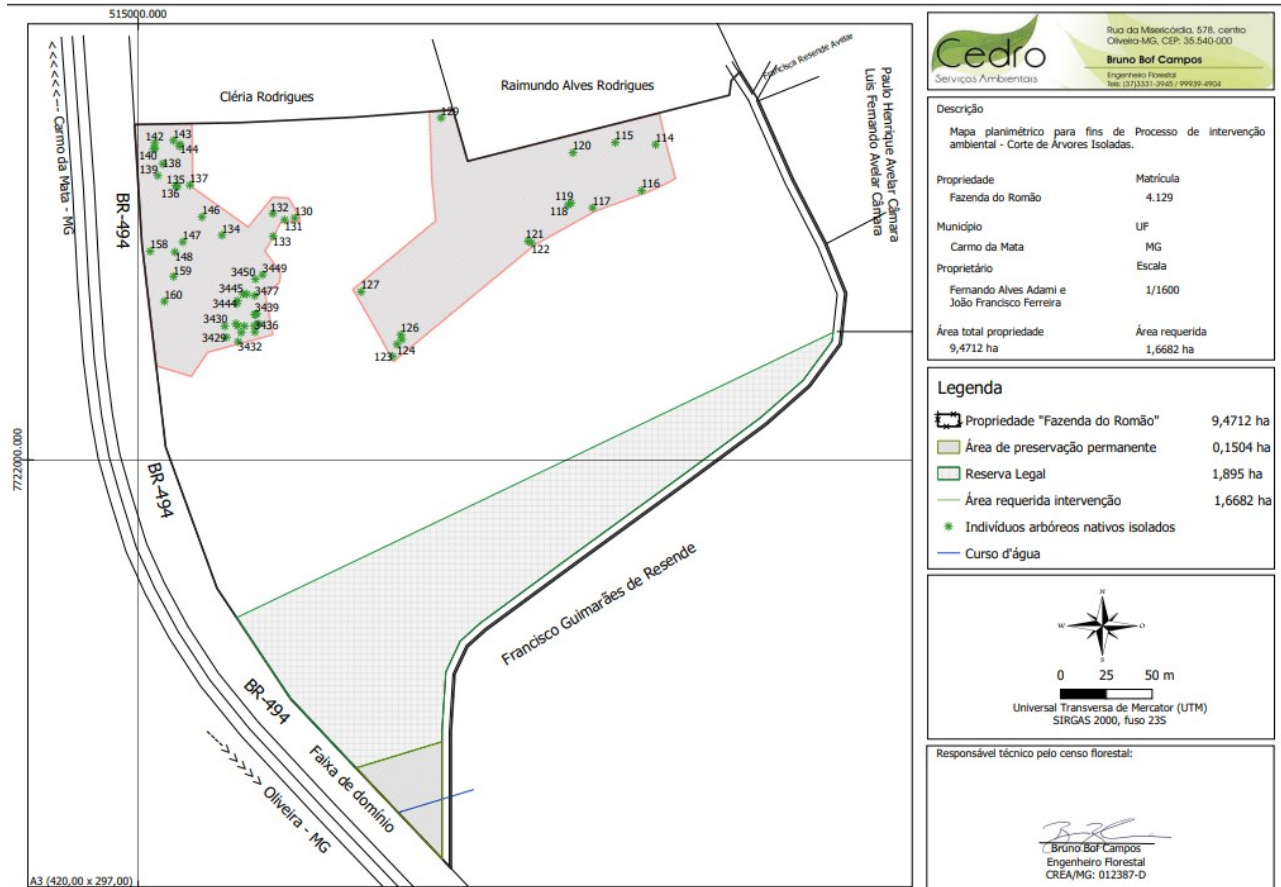 515000.000
7722000.000
Cléria Rodrigues
Raimundo Alves Rodrigues
Francisca Resende Avelar
Paulo Henrique Avelar Câmara
Luis Fernando Avelar Câmara
<<<<<<¦-- Carmo da Mata - MG
BR-494
129
142
143
144
140
138
139
135
137
136
146
132
130
131
134
133
147
158
148
159
160
3449
3450
3445
3477
3444
3439
3430
3436
3429
3432
115
114
120
116
119
118
117
121
122
127
126
124
123
BR-494
BR-494
Faixa de domínio
---->>>>>> Oliveira - MG
Francisco Guimarães de Resende
A3 (420,00 x 297,00)
Cedro
Serviços Ambientais
Rua da Misericórdia, 578, centro
Oliveira-MG, CEP: 35.540-000
Bruno Bof Campos
Engenheiro Florestal
Tels: (37)3331-3945 / 99939-4904
Descrição
Mapa planimétrico para fins de Processo de intervenção
ambiental - Corte de Árvores Isoladas.
Propriedade Matrícula
Fazenda do Romão 4.129
Município UF
Carmo da Mata MG
Proprietário Escala
Fernando Alves Adami e 1/1600
João Francisco Ferreira
Área total propriedade Área requerida
9,4712 ha 1,6682 ha
Legenda
Propriedade "Fazenda do Romão" 9,4712 ha
Área de preservação permanente 0,1504 ha
Reserva Legal 1,895 ha
Área requerida intervenção 1,6682 ha
Indivíduos arbóreos nativos isolados
Curso d'água
N
W O
S
0 25 50 m
Universal Transversa de Mercator (UTM)
SIRGAS 2000, fuso 23S
Responsável técnico pelo censo florestal:
Bruno Bof Campos
Engenheiro Florestal
CREA/MG: 012387-D